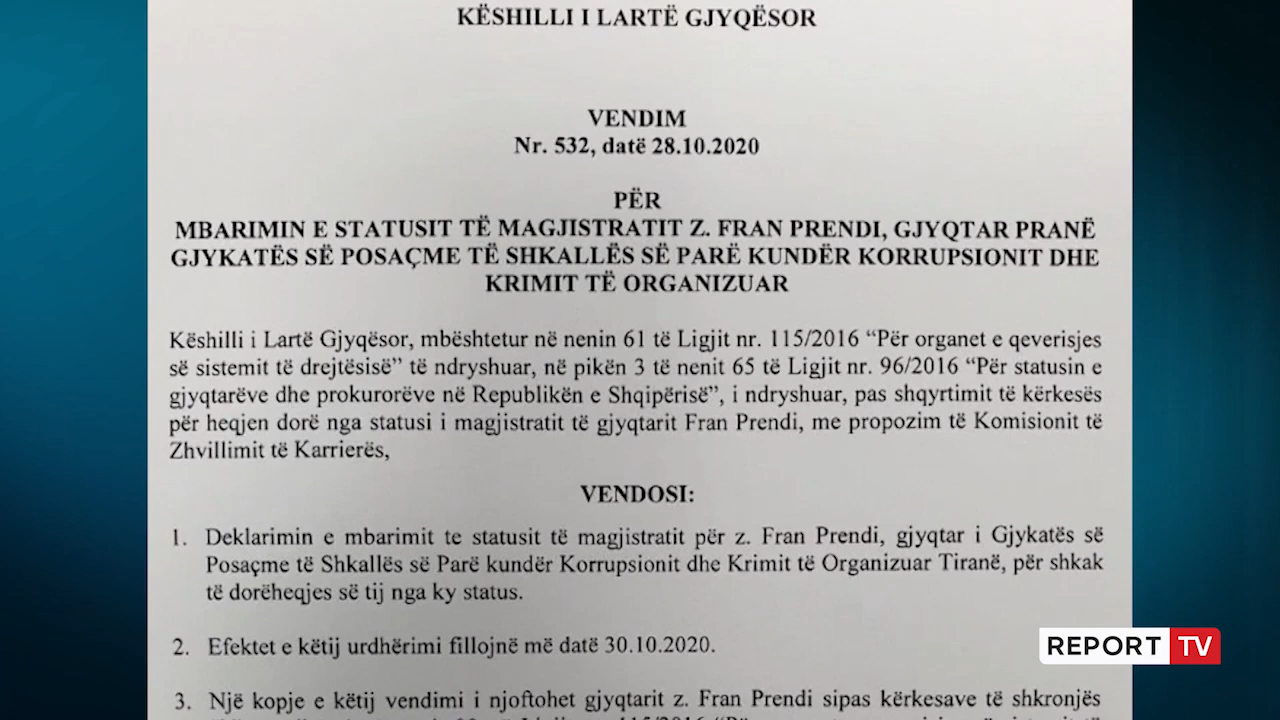 KËSHILLI I LARTË GJYQËSOR
VENDIM
Nr. 532, datë 28.10.2020
PËR
MBARIMIN E STATUSIT TË MAGJISTRATIT Z. FRAN PRENDI, GJYQTAR PRANË
GJYKATËS SË POSAÇME TË SHKALLËS SË PARË KUNDËR KORRUPSIONIT DHE
KRIMIT TË ORGANIZUAR
Këshilli i Lartë Gjyqësor, mbështetur në nenin 61 të Ligjit nr. 115/2016 “Për organet e qeverisjes
së sistemit të drejtësisë” të ndryshuar, në pikën 3 të nenit 65 të Ligjit nr. 96/2016 “Për statusin e
gjyqtarëve dhe prokurorëve në Republikën e Shqipërisë”, i ndryshuar, pas shqyrtimit të kërkesës
për heqjen dorë nga statusi i magjistratit të gjyqtarit Fran Prendi, me propozim të Komisionit të
Zhvillimit të Karrierës,
VENDOSI:
1. Deklarimin e mbarimit te statusit të magjistratit për z. Fran Prendi, gjyqtar i Gjykatës së
Posaçme të Shkallës së Parë kundër Korrupsionit dhe Krimit të Organizuar Tiranë, për shkak
të dorëheqjes së tij nga ky status.
2. Efektet e këtij urdhërimi fillojnë më datë 30.10.2020.
3. Një kopje e këtij vendimi i njoftohet gjyqtarit z. Fran Prendi sipas kërkesave të shkronjës
REPORT TV